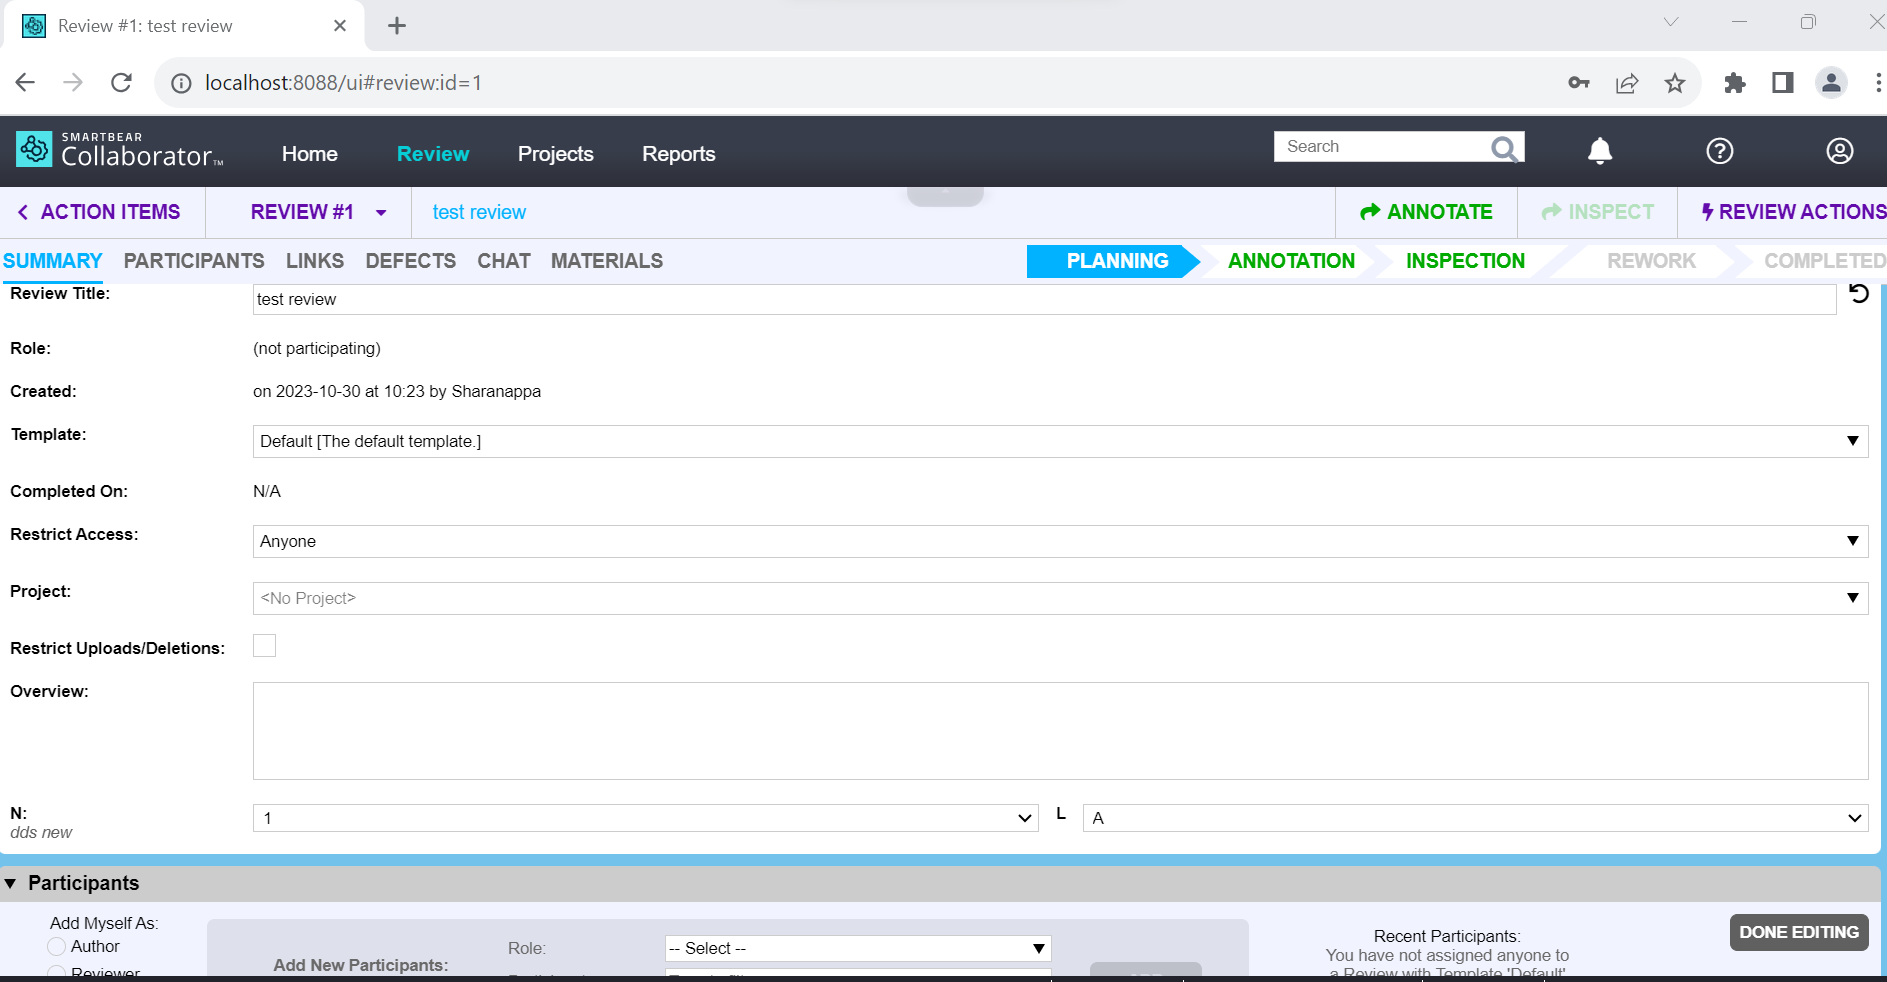 Review #1: test review
localhost:8088/ui#review:id=1
SMARTBEAR
Collaborator™
Home Review Projects Reports
Search
ACTION ITEMS
REVIEW #1
test review
ANNOTATE
INSPECT
REVIEW ACTIONS
SUMMARY PARTICIPANTS LINKS DEFECTS CHAT MATERIALS
PLANNING ANNOTATION INSPECTION REWORK COMPLETED
Review Title: test review
Role: (not participating)
Created: on 2023-10-30 at 10:23 by Sharanappa
Template: Default [The default template.]
Completed On: N/A
Restrict Access: Anyone
Project: <No Project>
Restrict Uploads/Deletions:
Overview:
N: 1 L A
dds new
Participants
Add Myself As:
Author
Reviewer
Add New Participants:
Role: -- Select --
Recent Participants:
You have not assigned anyone to
a Review with Template 'Default'
DONE EDITING